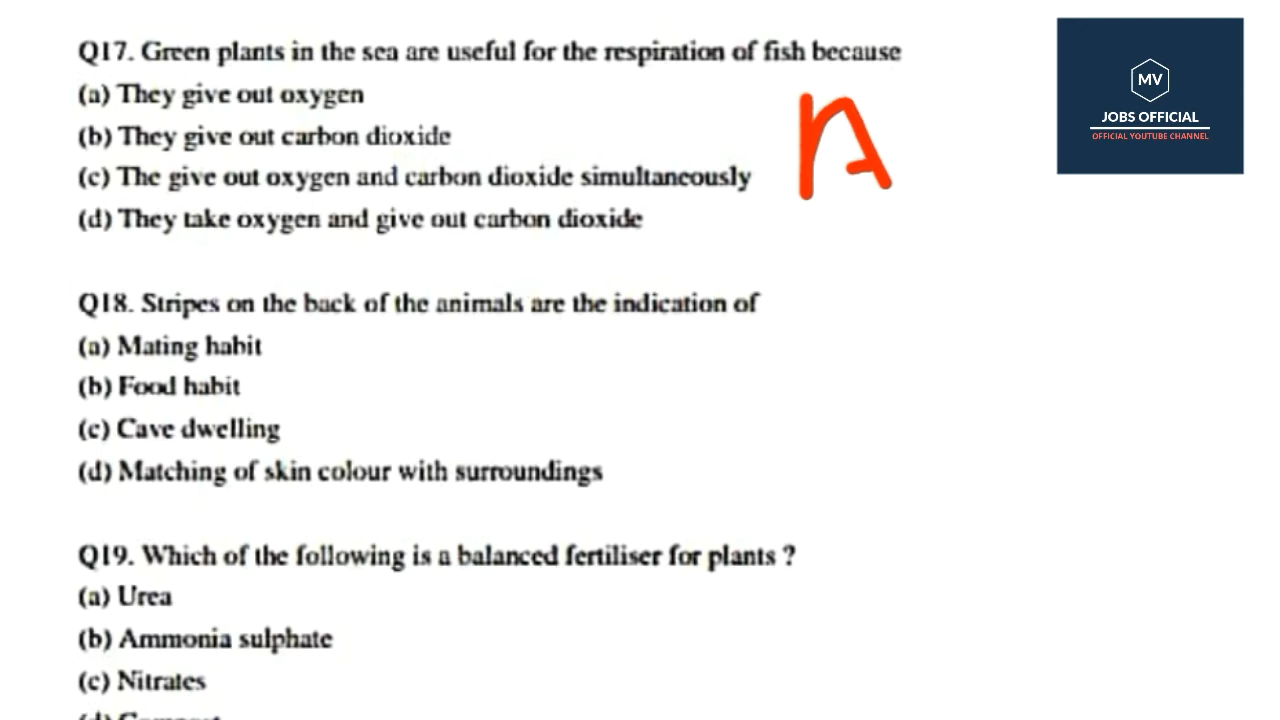 Q17. Green plants in the sea are useful for the respiration of fish because
(a) They give out oxygen
(b) They give out carbon dioxide
(c) The give out oxygen and carbon dioxide simultaneously
(d) They take oxygen and give out carbon dioxide
A
MV
JOBS OFFICIAL
OFFICIAL YOUTUBE CHANNEL
Q18. Stripes on the back of the animals are the indication of
(a) Mating habit
(b) Food habit
(c) Cave dwelling
(d) Matching of skin colour with surroundings
Q19. Which of the following is a balanced fertiliser for plants ?
(a) Urea
(b) Ammonia sulphate
(c) Nitrates